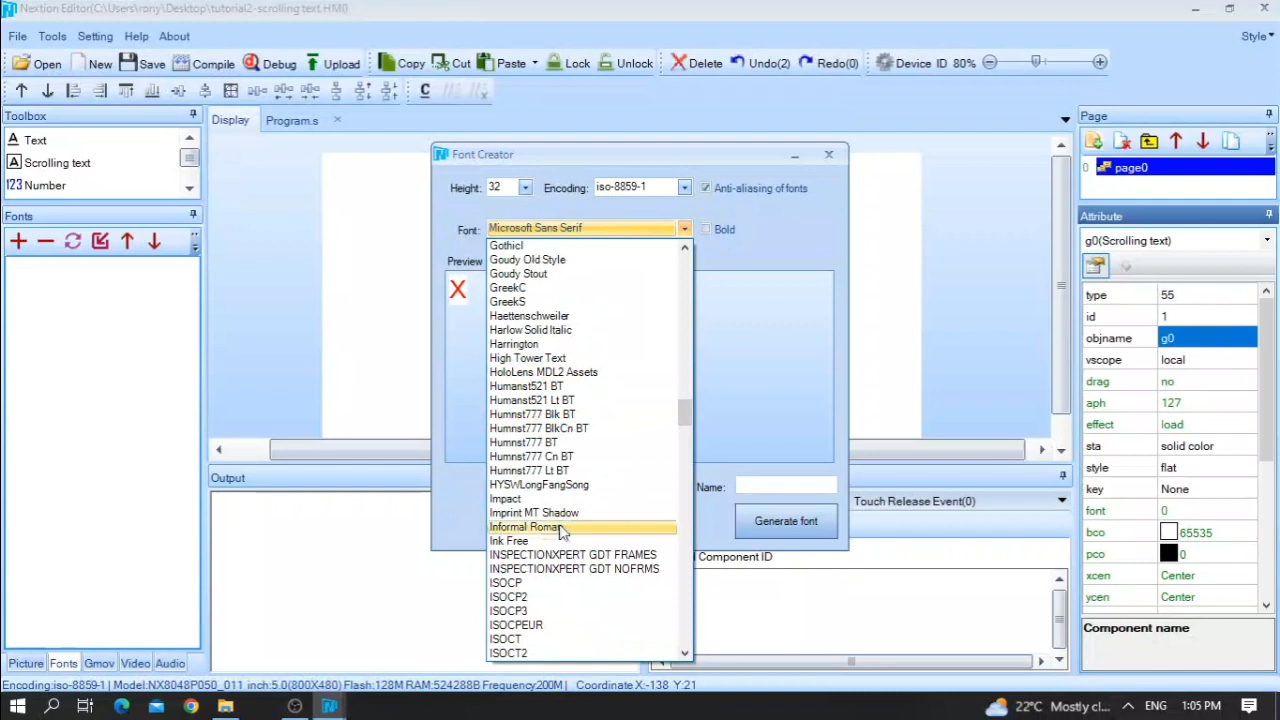 Nextion Editor(C:\Users\rony\Desktop\tutorial2-scrolling text.HMI)
File Tools Setting Help About Style
Open New Save Compile Debug Upload Copy Cut Paste Lock Unlock Delete Undo(2) Redo(0) Device ID 80%
Toolbox
Text
Scrolling text
Number
Display Program.s
Page
0 page0
Fonts
Font Creator
Height: 32 Encoding: iso-8859-1 Anti-aliasing of fonts
Font: Microsoft Sans Serif Bold
Preview
GothicI
Goudy Old Style
Goudy Stout
GreekC
GreekS
Haettenschweiler
Harlow Solid Italic
Harrington
High Tower Text
HoloLens MDL2 Assets
Humanst521 BT
Humanst521 Lt BT
Humnst777 Blk BT
Humnst777 BlkCn BT
Humnst777 BT
Humnst777 Cn BT
Humnst777 Lt BT
HYSWLongFangSong
Impact
Imprint MT Shadow
Informal Roman
Ink Free
INSPECTIONXPERT GDT FRAMES
INSPECTIONXPERT GDT NOFRMS
ISOCP
ISOCP2
ISOCP3
ISOCPEUR
ISOCT
ISOCT2
Name:
Generate font
Attribute
g0(Scrolling text)
type 55
id 1
objname g0
vscope local
drag no
aph 127
effect load
sta solid color
style flat
key None
font 0
bco 65535
pco 0
xcen Center
ycen Center
Component name
Output
Touch Release Event(0)
Component ID
Picture Fonts Gmov Video Audio
Encoding:iso-8859-1 Model:NX8048P050_011 inch:5.0(800X480) Flash:128M RAM:524288B Frequency200M Coordinate X:-138 Y:21
22°C Mostly cl... ENG 1:05 PM